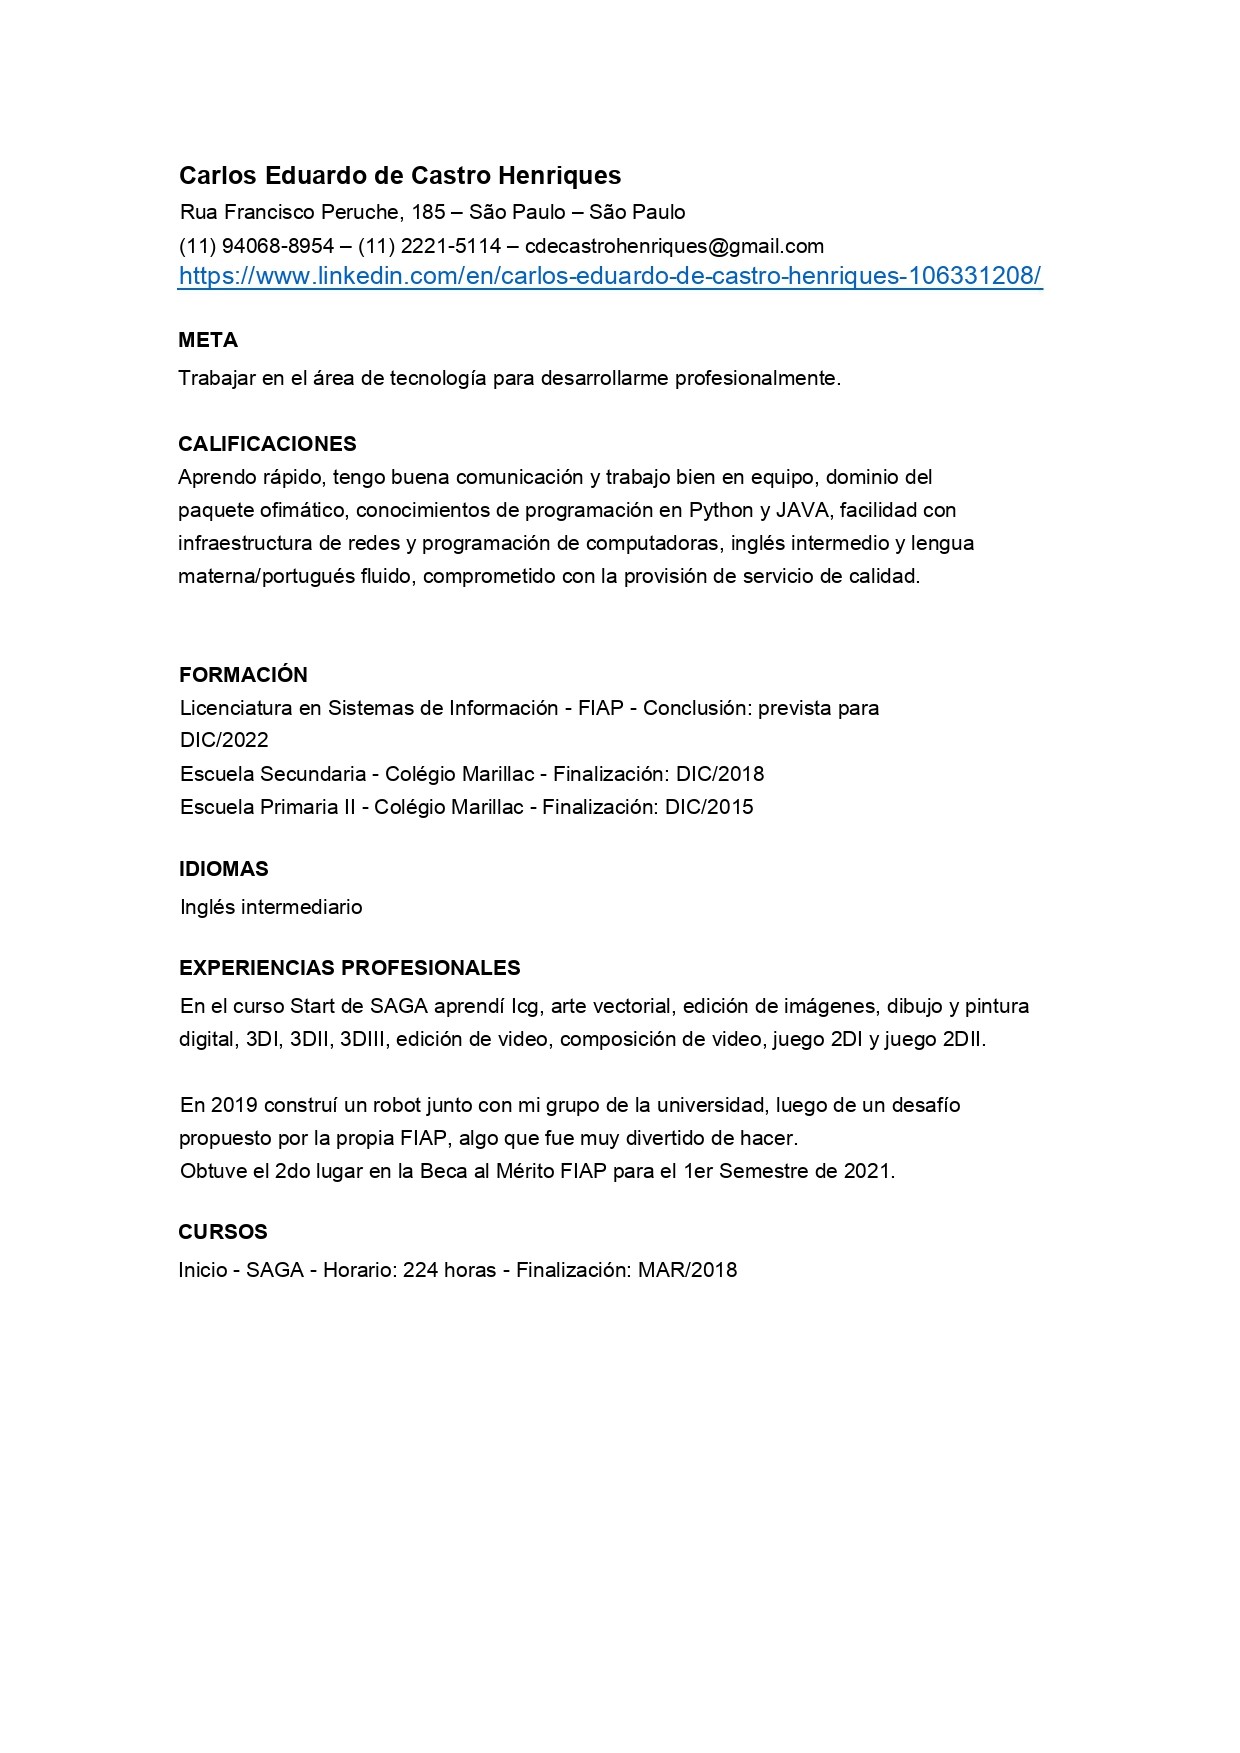 Carlos Eduardo de Castro Henriques
Rua Francisco Peruche, 185 – São Paulo – São Paulo
(11) 94068-8954 – (11) 2221-5114 – cdecastrohenriques@gmail.com
https://www.linkedin.com/en/carlos-eduardo-de-castro-henriques-106331208/
META
Trabajar en el área de tecnología para desarrollarme profesionalmente.
CALIFICACIONES
Aprendo rápido, tengo buena comunicación y trabajo bien en equipo, dominio del
paquete ofimático, conocimientos de programación en Python y JAVA, facilidad con
infraestructura de redes y programación de computadoras, inglés intermedio y lengua
materna/portugués fluido, comprometido con la provisión de servicio de calidad.
FORMACIÓN
Licenciatura en Sistemas de Información - FIAP - Conclusión: prevista para
DIC/2022
Escuela Secundaria - Colégio Marillac - Finalización: DIC/2018
Escuela Primaria II - Colégio Marillac - Finalización: DIC/2015
IDIOMAS
Inglés intermediario
EXPERIENCIAS PROFESIONALES
En el curso Start de SAGA aprendí Icg, arte vectorial, edición de imágenes, dibujo y pintura
digital, 3DI, 3DII, 3DIII, edición de video, composición de video, juego 2DI y juego 2DII.
En 2019 construí un robot junto con mi grupo de la universidad, luego de un desafío
propuesto por la propia FIAP, algo que fue muy divertido de hacer.
Obtuve el 2do lugar en la Beca al Mérito FIAP para el 1er Semestre de 2021.
CURSOS
Inicio - SAGA - Horario: 224 horas - Finalización: MAR/2018